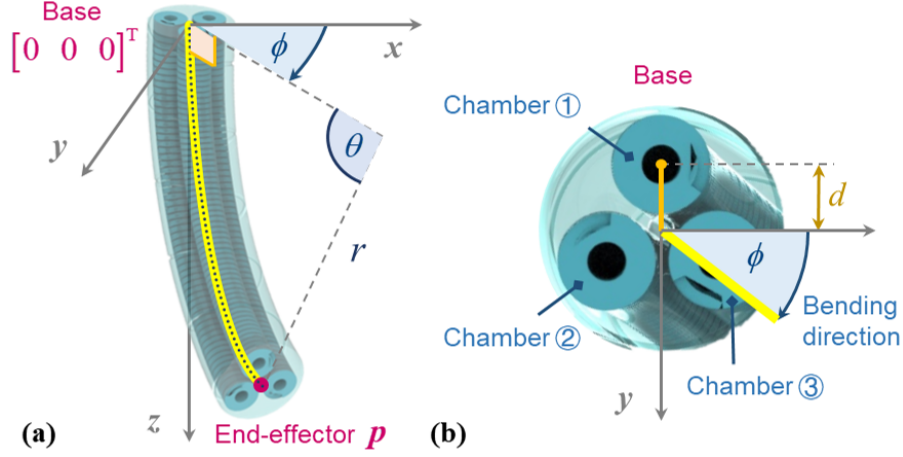 Base
[0 0 0]ᵀ
x
ϕ
y
θ
r
z
(a)
End-effector p
Base
Chamber ①
d
ϕ
Chamber ②
Bending
direction
Chamber ③
y
(b)